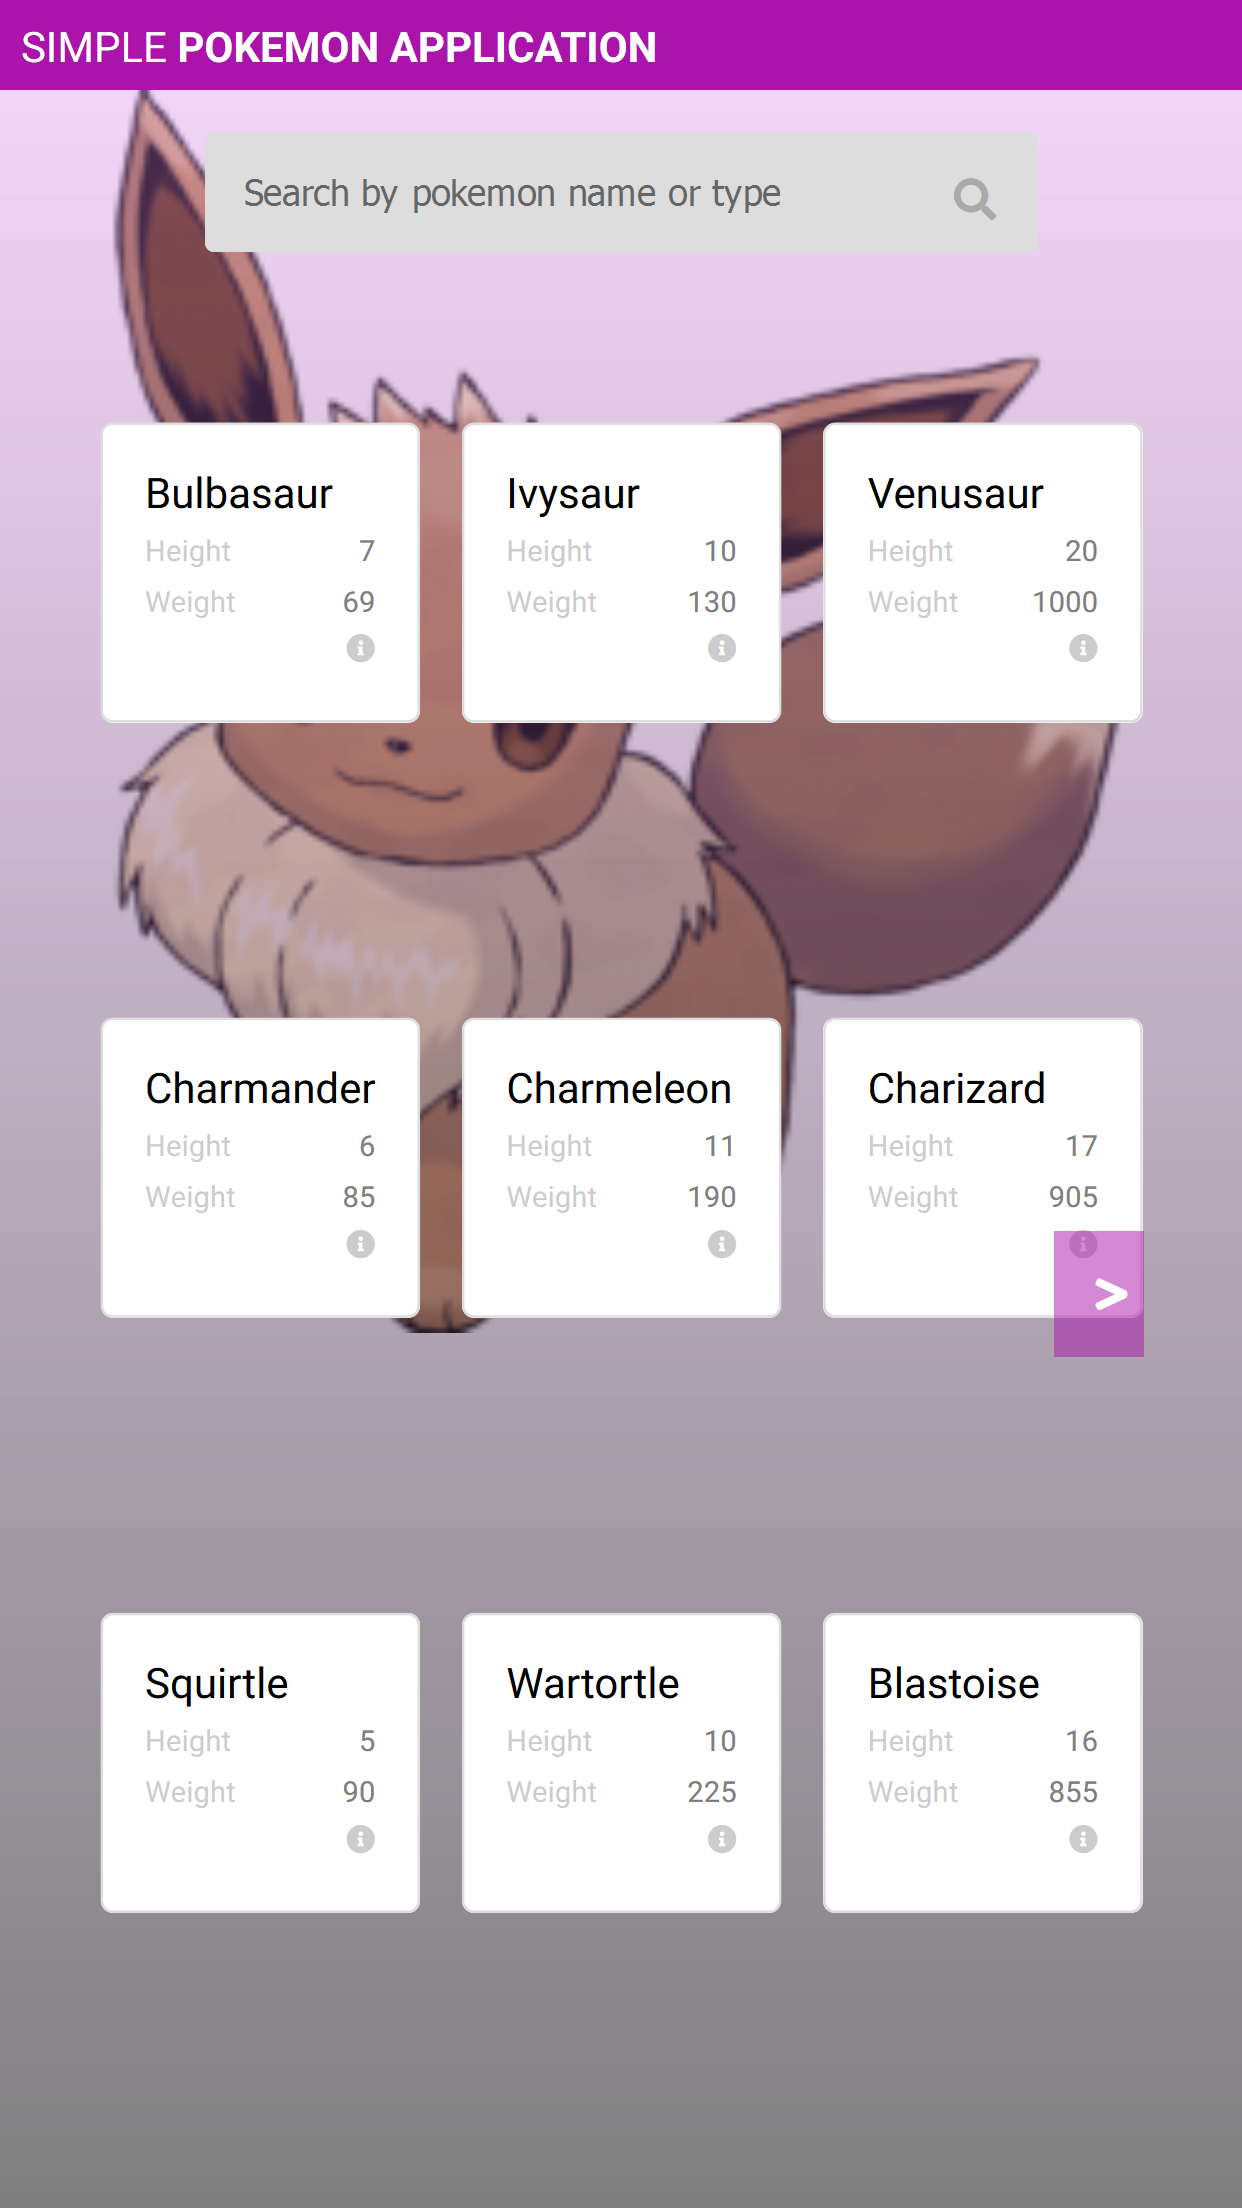 SIMPLE POKEMON APPLICATION
Search by pokemon name or type
Bulbasaur
Height 7
Weight 69
Ivysaur
Height 10
Weight 130
Venusaur
Height 20
Weight 1000
Charmander
Height 6
Weight 85
Charmeleon
Height 11
Weight 190
Charizard
Height 17
Weight 905
>
Squirtle
Height 5
Weight 90
Wartortle
Height 10
Weight 225
Blastoise
Height 16
Weight 855